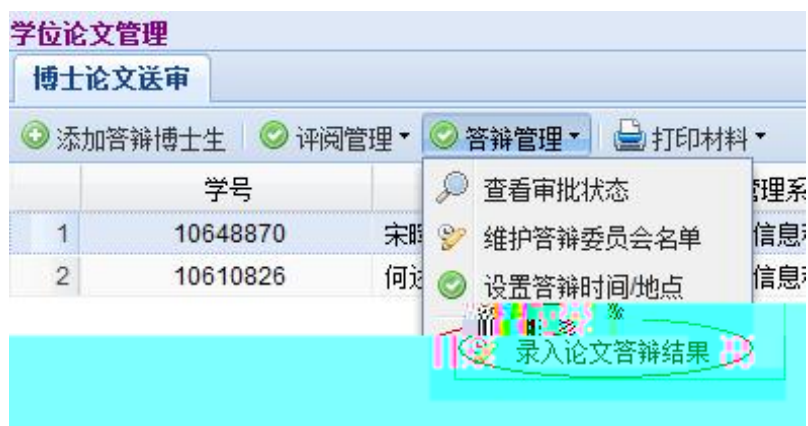 学位论文管理
博士论文送审
添加答辩博士生 评阅管理 答辩管理 打印材料
学号 查看审批状态 管理系
1 10648870 宋 维护答辩委员会名单 信息
2 10610826 何 设置答辩时间/地点 信息
录入论文答辩结果